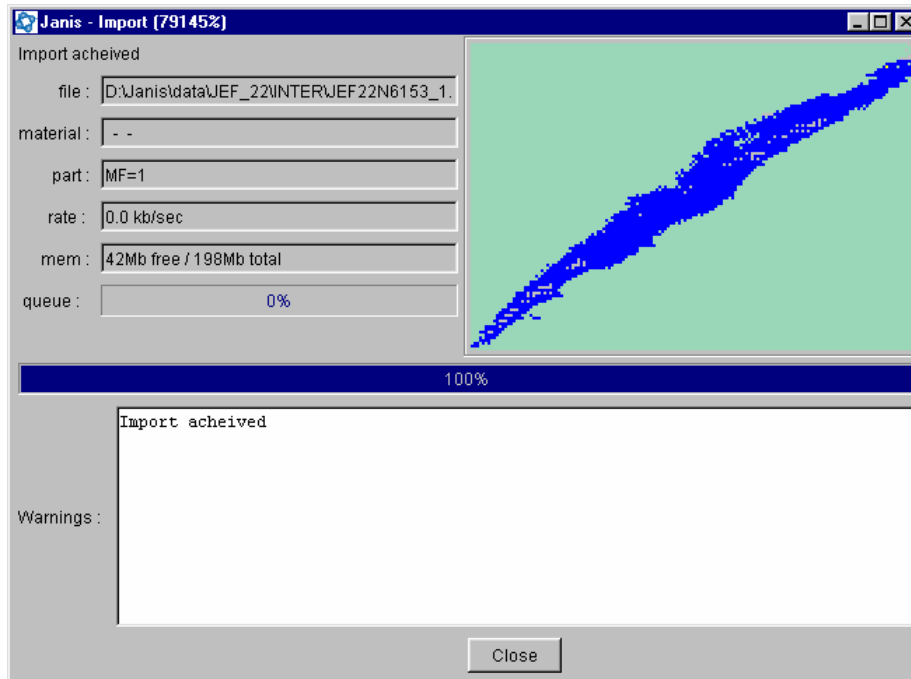 Janis - Import (79145%)
Import acheived
file : D:\Janis\data\JEF_22\INTER\JEF22N6153_1.
material : - -
part : MF=1
rate : 0.0 kb/sec
mem : 42Mb free / 198Mb total
queue : 0%
100%
Import acheived
Warnings :
Close